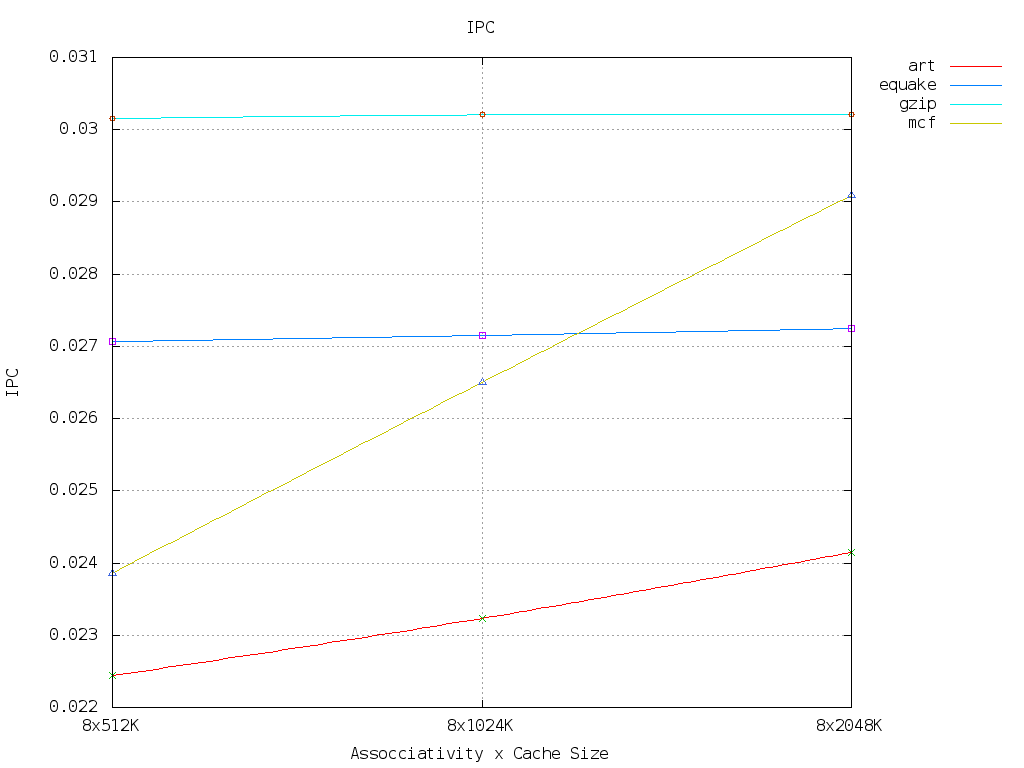 IPC
0.031
0.03
0.029
0.028
0.027
0.026
0.025
0.024
0.023
0.022
IPC
8x512K
8x1024K
8x2048K
Assocciativity x Cache Size
art
equake
gzip
mcf